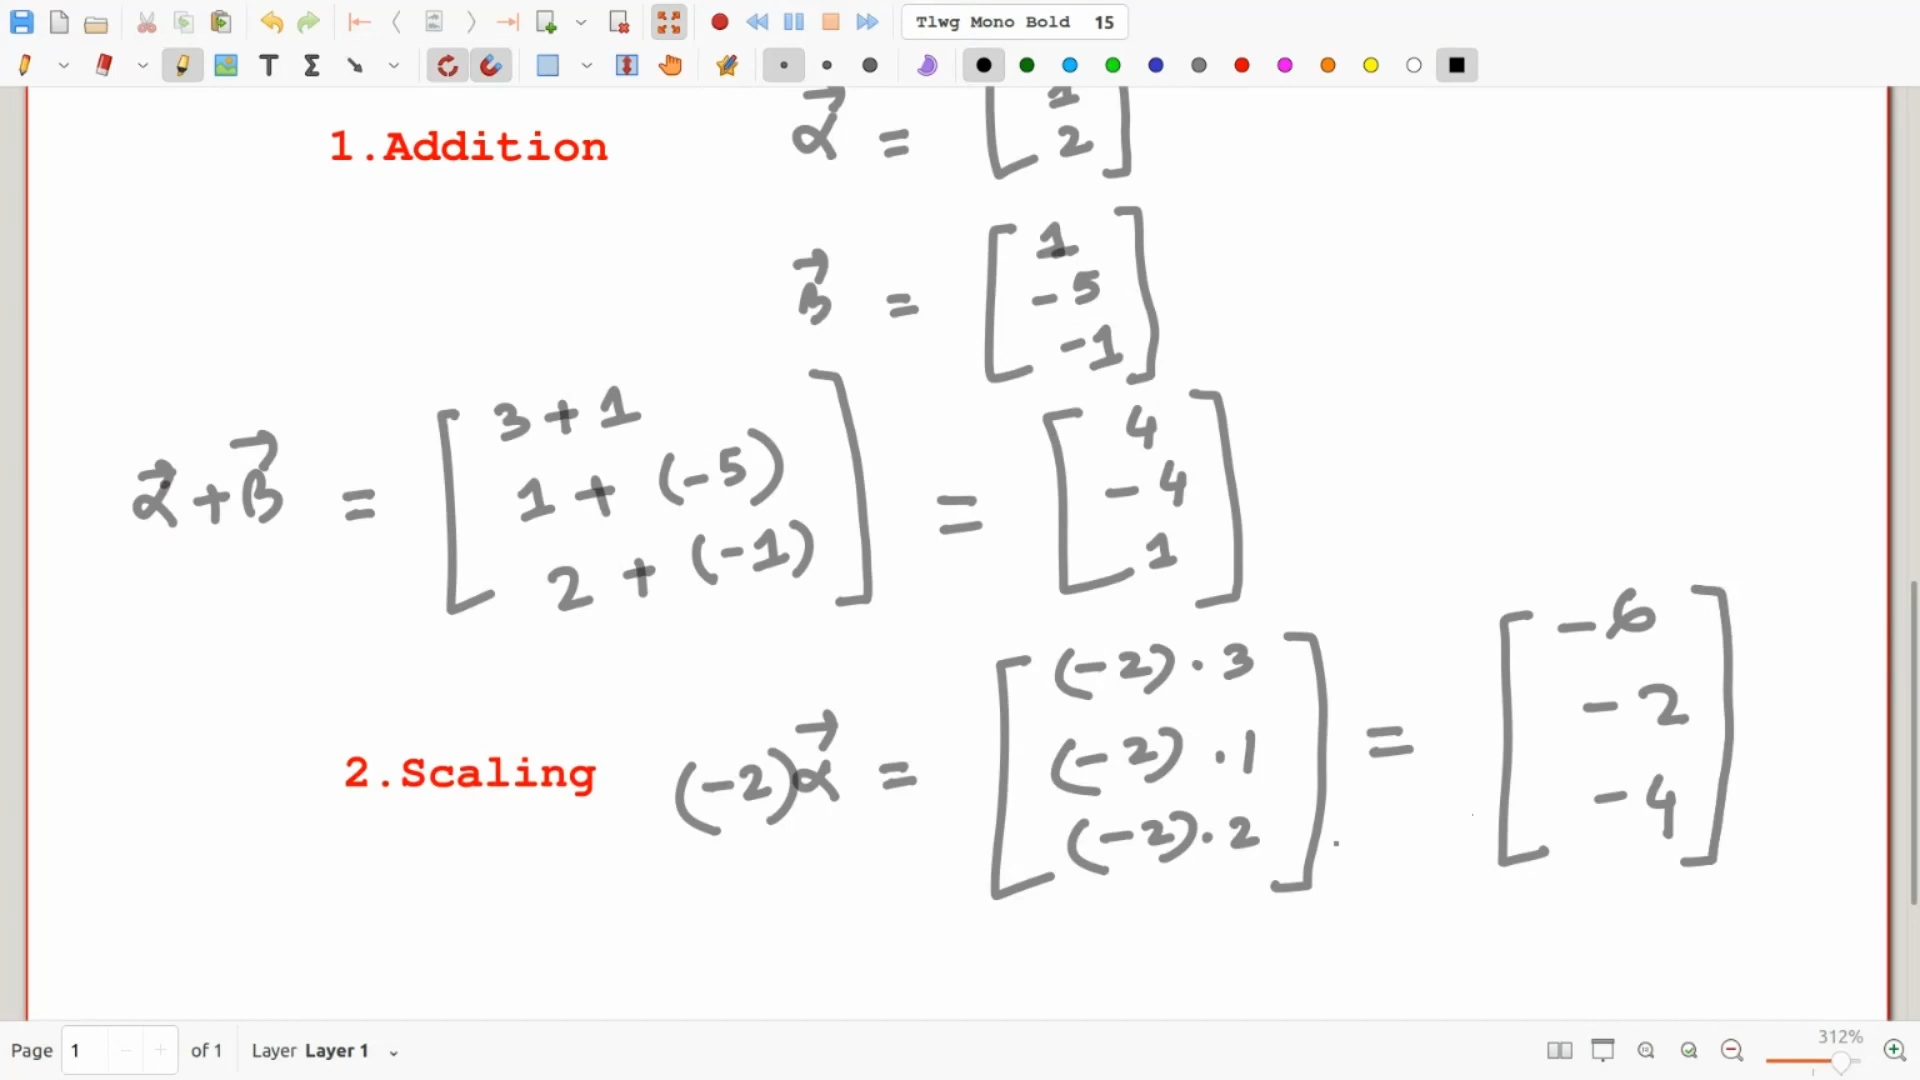 Tlwg Mono Bold 15
1.Addition
α⃗ = [ 1
2 ]
β⃗ = [ 1
-5
-1 ]
α⃗+β⃗ = [ 3+1
1+(-5)
2+(-1) ] = [ 4
-4
1 ]
2.Scaling (-2)α⃗ = [ (-2)·3
(-2)·1
(-2)·2 ] = [ -6
-2
-4 ]
312%
Page 1 of 1 Layer Layer 1